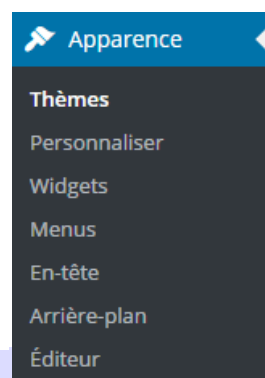 Apparence
Thèmes
Personnaliser
Widgets
Menus
En-tête
Arrière-plan
Éditeur